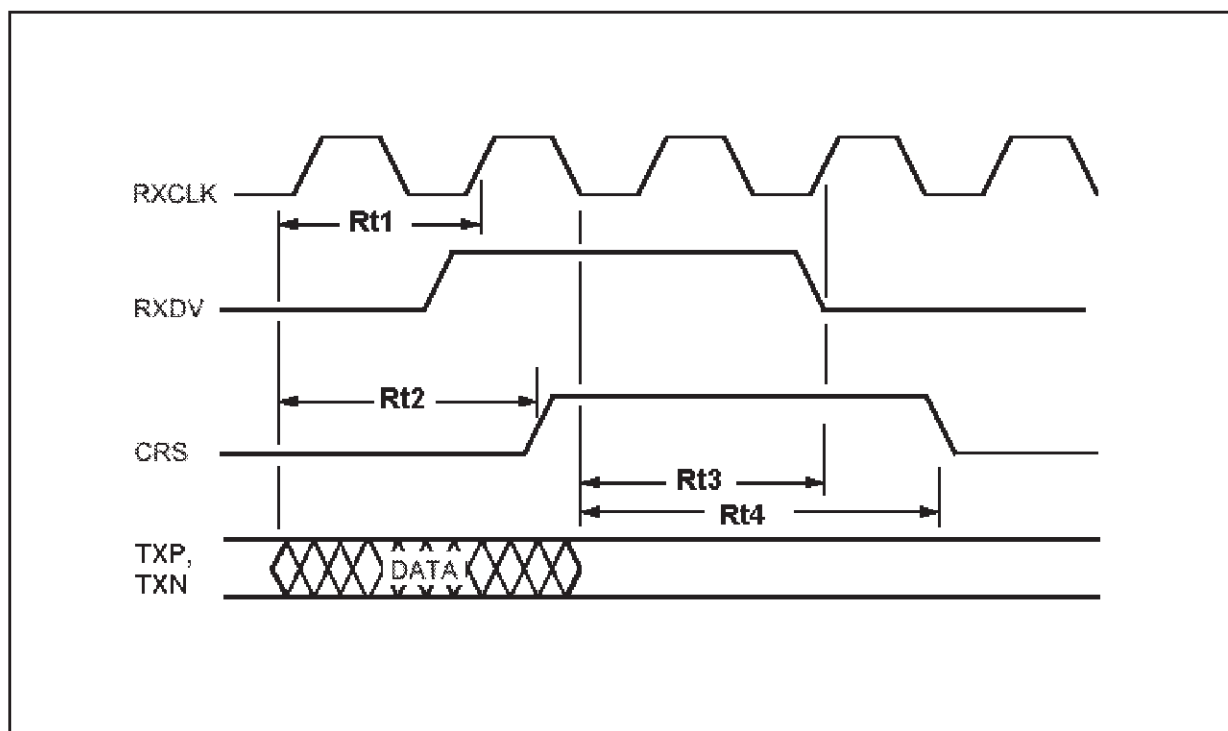 RXCLK
Rt1
RXDV
Rt2
CRS
Rt3
Rt4
TXP,
TXN
DATA